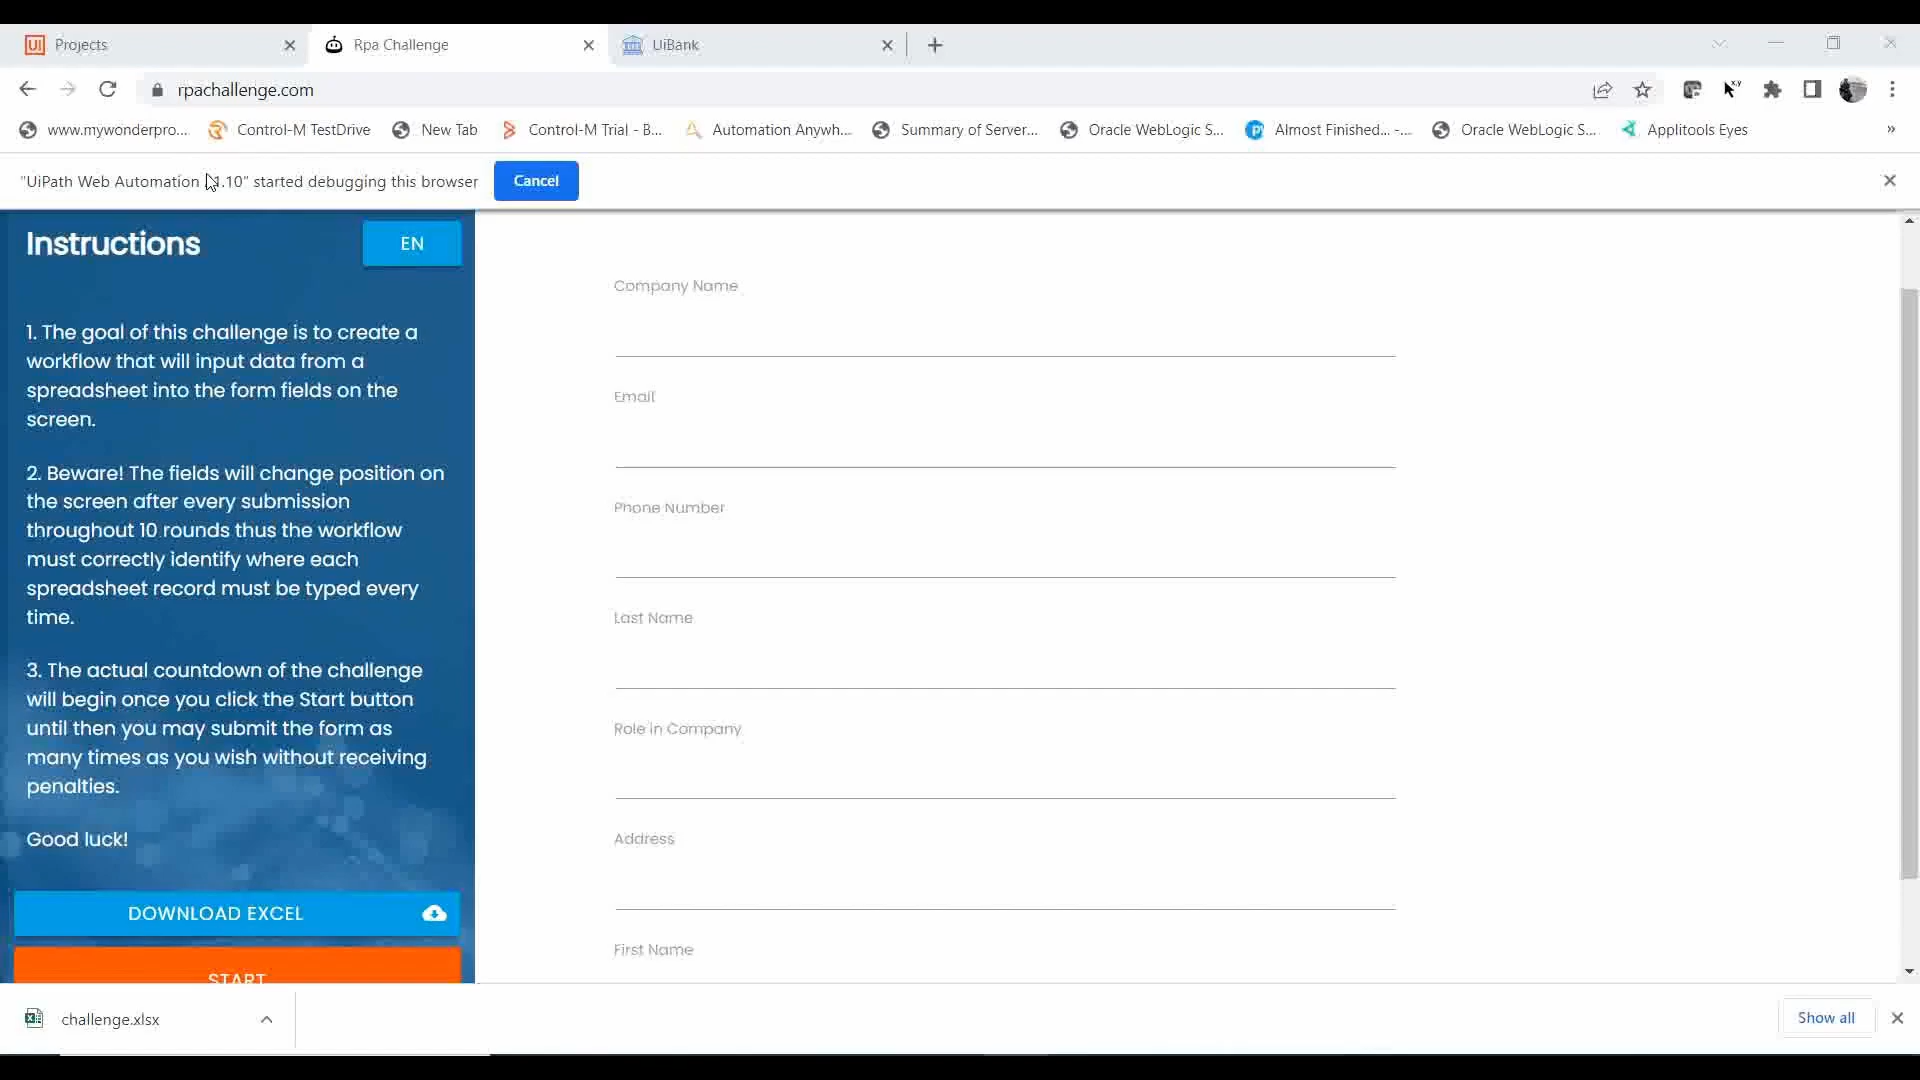 Projects
Rpa Challenge
UiBank
rpachallenge.com
www.mywonderpro...
Control-M TestDrive
New Tab
Control-M Trial - B...
Automation Anywh...
Summary of Server...
Oracle WebLogic S...
Almost Finished... -...
Oracle WebLogic S...
Applitools Eyes
»
"UiPath Web Automation 1.10" started debugging this browser
Cancel
Instructions
EN
1. The goal of this challenge is to create a
workflow that will input data from a
spreadsheet into the form fields on the
screen.
2. Beware! The fields will change position on
the screen after every submission
throughout 10 rounds thus the workflow
must correctly identify where each
spreadsheet record must be typed every
time.
3. The actual countdown of the challenge
will begin once you click the Start button
until then you may submit the form as
many times as you wish without receiving
penalties.
Good luck!
DOWNLOAD EXCEL
START
Company Name
Email
Phone Number
Last Name
Role in Company
Address
First Name
challenge.xlsx
Show all